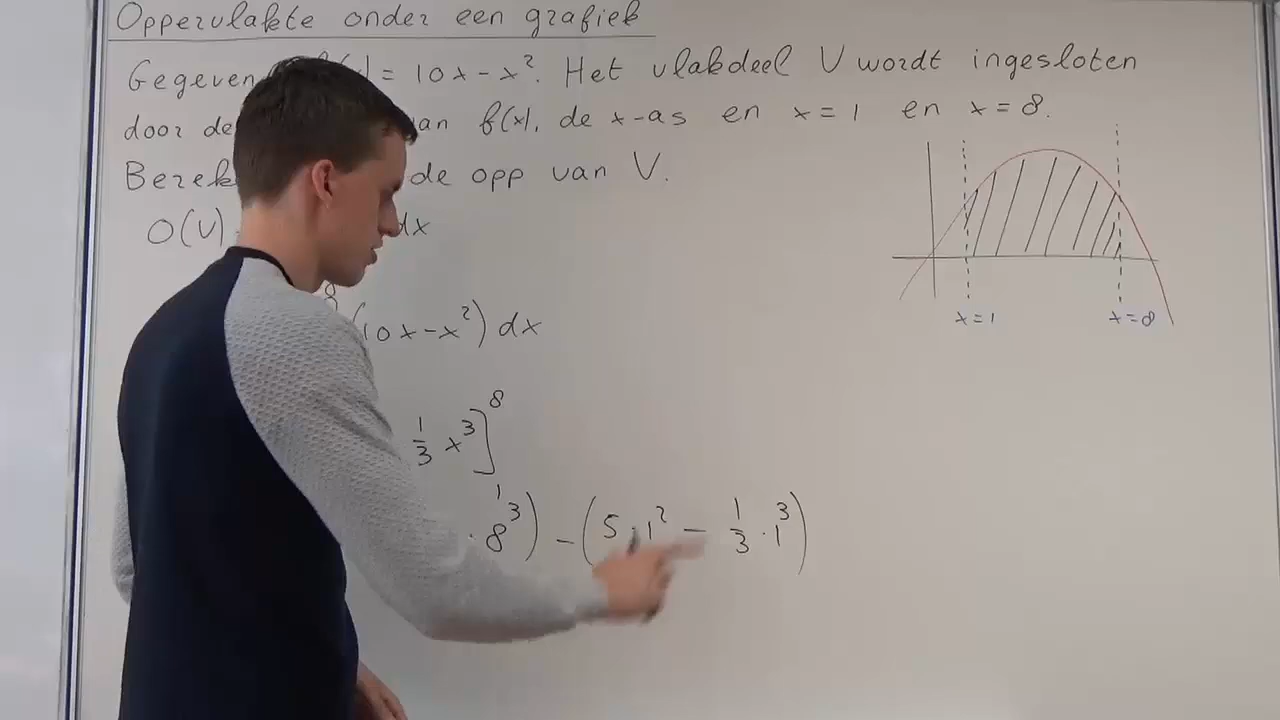 Oppervlakte onder een grafiek
Gegeven = 10x - x². Het vlakdeel V wordt ingesloten
door de f(x), de x-as en x = 1 en x = 8.
de opp van V.
O(V) dx
8
(10x - x²) dx
1/3 x³]⁸
1
· 8³) - (5 · 1² - 1/3 · 1³)
x=1 x=8